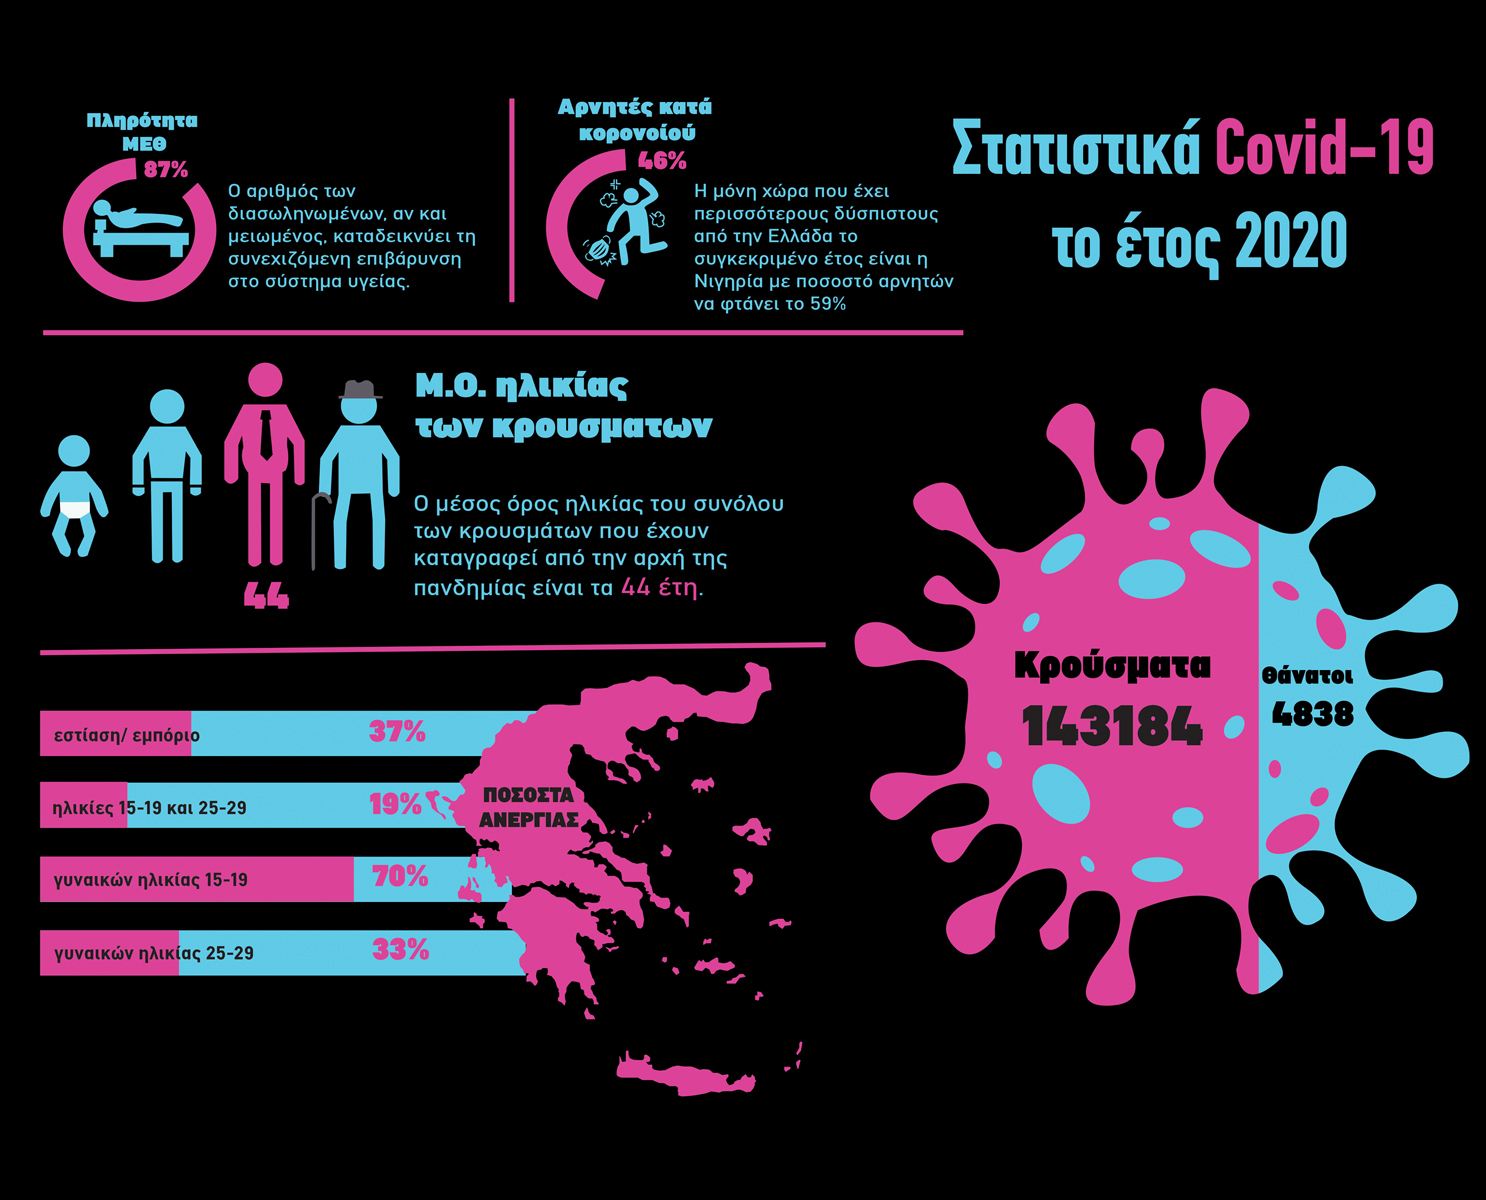 Στατιστικά Covid-19
το έτος 2020
Πληρότητα
ΜΕΘ
87%
Ο αριθμός των
διασωληνωμένων, αν και
μειωμένος, καταδεικνύει τη
συνεχιζόμενη επιβάρυνση
στο σύστημα υγείας.
Αρνητές κατά
κορονοίού
46%
Η μόνη χώρα που έχει
περισσότερους δύσπιστους
από την Ελλάδα το
συγκεκριμένο έτος είναι η
Νιγηρία με ποσοστό αρνητών
να φτάνει το 59%
Μ.Ο. ηλικίας
των κρουσματων
Ο μέσος όρος ηλικίας του συνόλου
των κρουσμάτων που έχουν
καταγραφεί από την αρχή της
πανδημίας είναι τα 44 έτη.
44
εστίαση/ εμπόριο 37%
ηλικίες 15-19 και 25-29 19%
γυναικών ηλικίας 15-19 70%
γυναικών ηλικίας 25-29 33%
ΠΟΣΟΣΤΑ
ΑΝΕΡΓΙΑΣ
Κρούσματα
143184
θάνατοι
4838